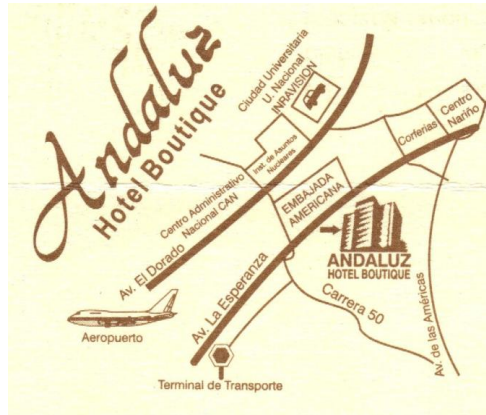 Andaluz
Hotel Boutique
Ciudad Universitaria
U. Nacional
INRAVISION
Inst. de Asuntos
Nucleares
Centro Administrativo
Nacional CAN
EMBAJADA
AMERICANA
Corferias
Centro
Nariño
Av. El Dorado
Av. La Esperanza
ANDALUZ
HOTEL BOUTIQUE
Carrera 50
Av. de las Américas
Aeropuerto
Terminal de Transporte